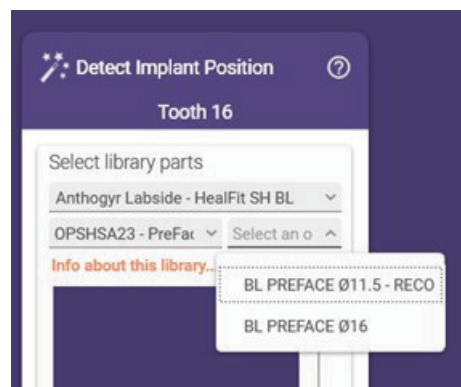 Detect Implant Position
Tooth 16
Select library parts
Anthogyr Labside - HealFit SH BL
OPSHSA23 - PreFac Select an o
Info about this library...
BL PREFACE Ø11.5 - RECO
BL PREFACE Ø16